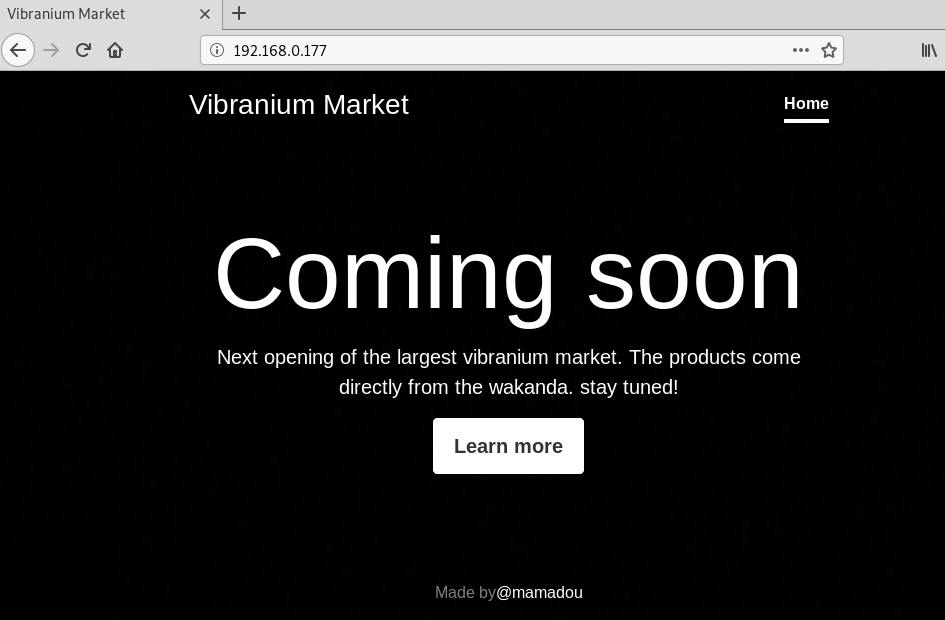 Vibranium Market
192.168.0.177
Vibranium Market
Home
Coming soon
Next opening of the largest vibranium market. The products come
directly from the wakanda. stay tuned!
Learn more
Made by@mamadou